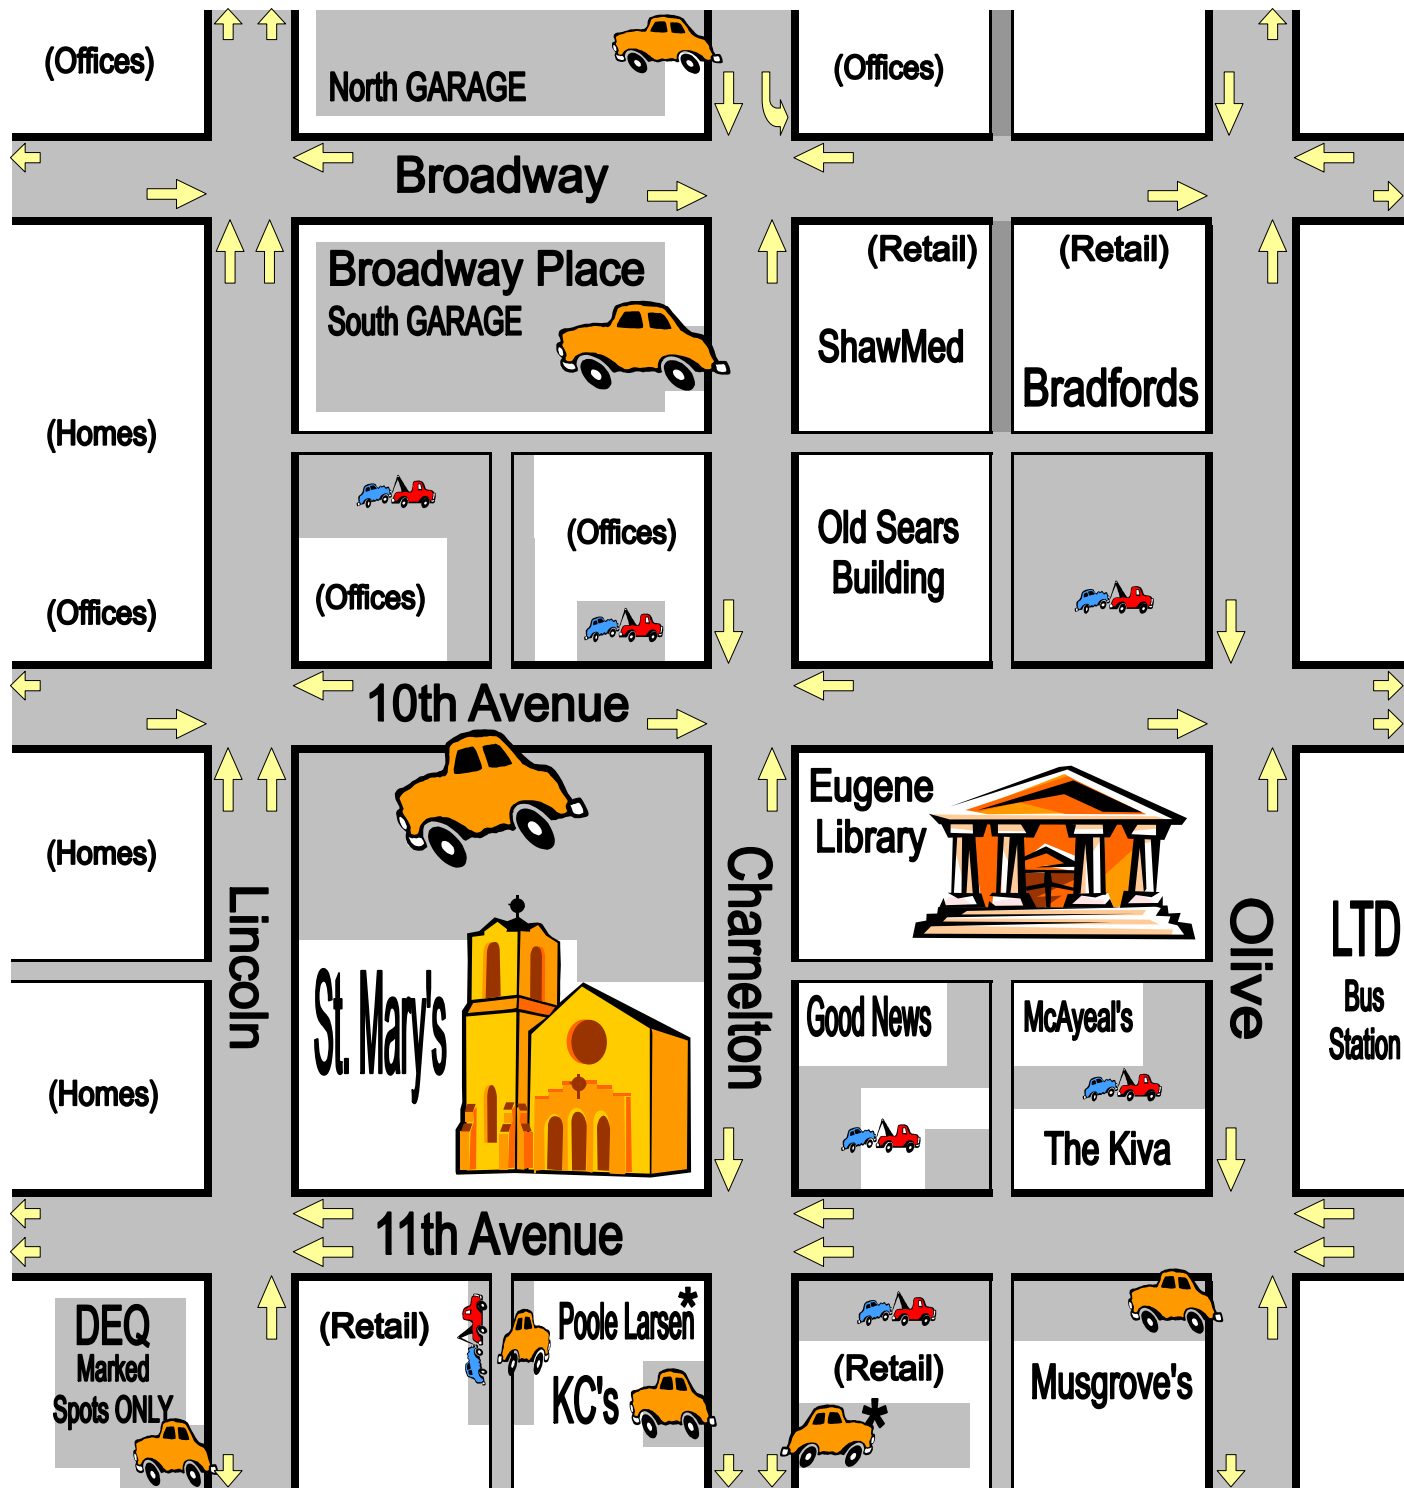 (Offices)
North GARAGE
(Offices)
Broadway
Broadway Place
South GARAGE
(Retail)
(Retail)
ShawMed
Bradfords
(Homes)
(Offices)
(Offices)
(Offices)
Old Sears
Building
10th Avenue
Eugene
Library
(Homes)
Lincoln
Charnelton
Olive
LTD
Bus
Station
St. Mary's
Good News
McAyeal's
(Homes)
The Kiva
11th Avenue
DEQ
Marked
Spots ONLY
(Retail)
Poole Larsen*
KC's
(Retail)
*
Musgrove's